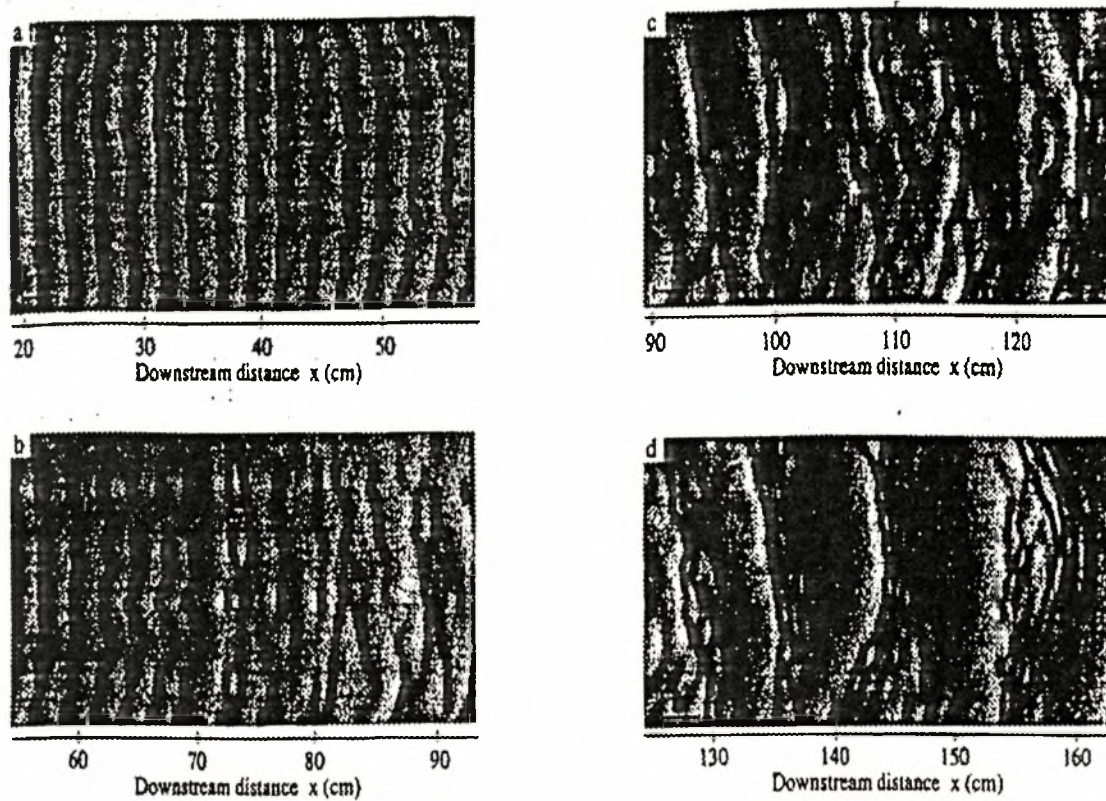 a
20 30 40 50
Downstream distance x (cm)
b
60 70 80 90
Downstream distance x (cm)
c
90 100 110 120
Downstream distance x (cm)
d
130 140 150 160
Downstream distance x (cm)